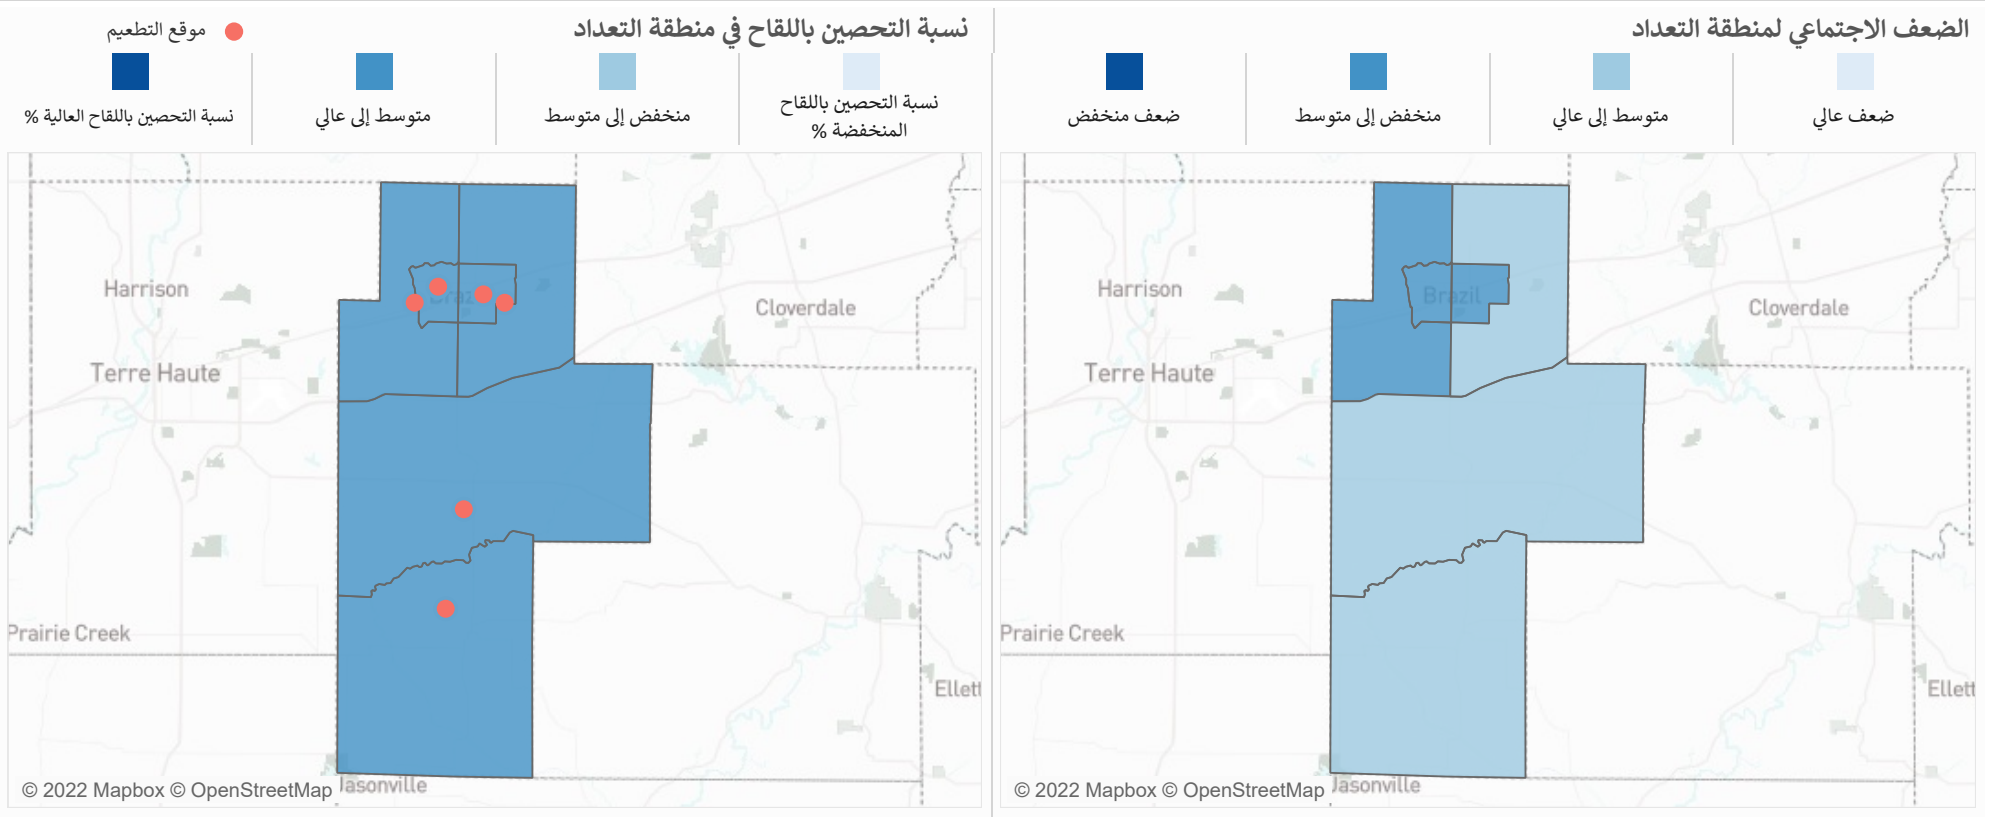 الضعف الاجتماعي لمنطقة التعداد
ضعف عالي
متوسط إلى عالي
منخفض إلى متوسط
ضعف منخفض
Harrison
Brazil
Cloverdale
Terre Haute
Prairie Creek
Ellett
Jasonville
© 2022 Mapbox © OpenStreetMap
نسبة التحصين باللقاح في منطقة التعداد
موقع التطعيم
نسبة التحصين باللقاح
المنخفضة %
منخفض إلى متوسط
متوسط إلى عالي
نسبة التحصين باللقاح العالية %
Harrison
Braz
Cloverdale
Terre Haute
Prairie Creek
Ellett
Jasonville
© 2022 Mapbox © OpenStreetMap